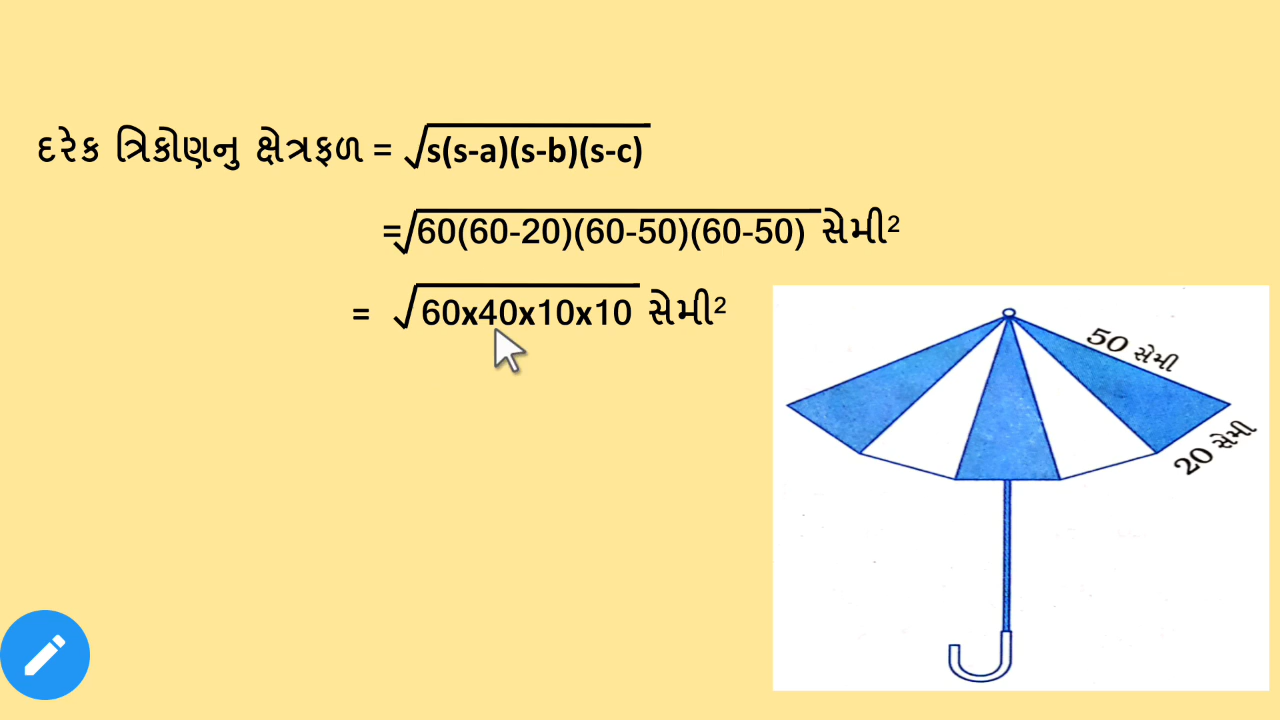 દરેક ત્રિકોણનુ ક્ષેત્રફળ = √s(s-a)(s-b)(s-c)
=√60(60-20)(60-50)(60-50) સેમી²
= √60x40x10x10 સેમી²
50 સેમી
20 સેમી